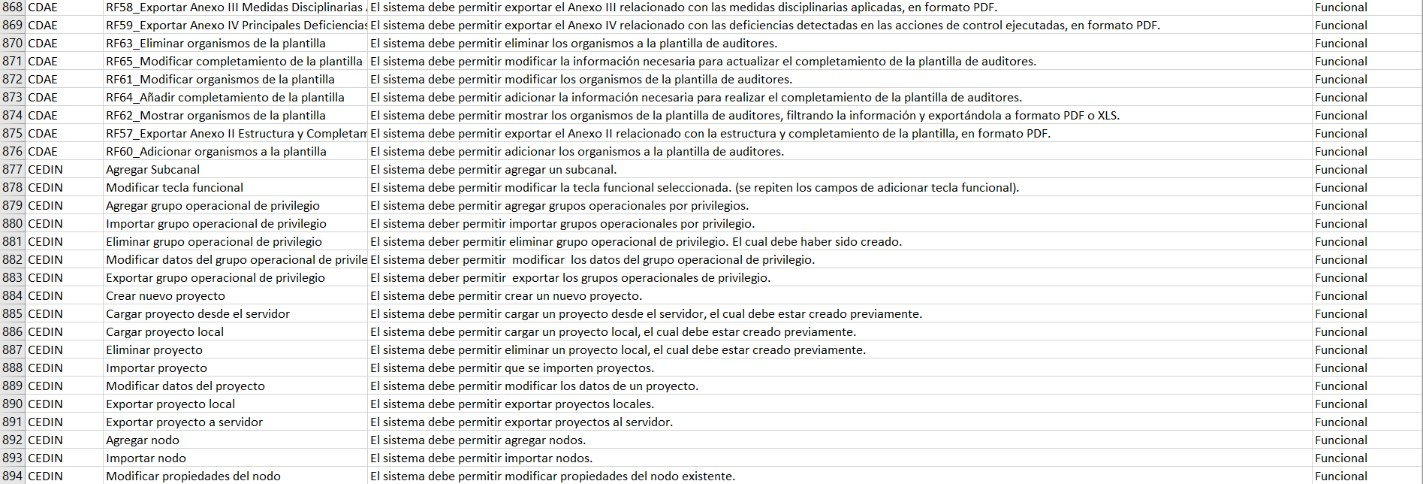 868 CDAE RF58_Exportar Anexo III Medidas Disciplinarias El sistema debe permitir exportar el Anexo III relacionado con las medidas disciplinarias aplicadas, en formato PDF. Funcional
869 CDAE RF59_Exportar Anexo IV Principales Deficiencias El sistema debe permitir exportar el Anexo IV relacionado con las deficiencias detectadas en las acciones de control ejecutadas, en formato PDF. Funcional
870 CDAE RF63_Eliminar organismos de la plantilla El sistema debe permitir eliminar los organismos a la plantilla de auditores. Funcional
871 CDAE RF65_Modificar completamiento de la plantilla El sistema debe permitir modificar la información necesaria para actualizar el completamiento de la plantilla de auditores. Funcional
872 CDAE RF61_Modificar organismos de la plantilla El sistema debe permitir modificar los organismos de la plantilla de auditores. Funcional
873 CDAE RF64_Añadir completamiento de la plantilla El sistema debe permitir adicionar la información necesaria para realizar el completamiento de la plantilla de auditores. Funcional
874 CDAE RF62_Mostrar organismos de la plantilla El sistema debe permitir mostrar los organismos de la plantilla de auditores, filtrando la información y exportándola a formato PDF o XLS. Funcional
875 CDAE RF57_Exportar Anexo II Estructura y Completam El sistema debe permitir exportar el Anexo II relacionado con la estructura y completamiento de la plantilla, en formato PDF. Funcional
876 CDAE RF60_Adicionar organismos a la plantilla El sistema debe permitir adicionar los organismos a la plantilla de auditores. Funcional
877 CEDIN Agregar Subcanal El sistema debe permitir agregar un subcanal. Funcional
878 CEDIN Modificar tecla funcional El sistema debe permitir modificar la tecla funcional seleccionada. (se repiten los campos de adicionar tecla funcional). Funcional
879 CEDIN Agregar grupo operacional de privilegio El sistema debe permitir agregar grupos operacionales por privilegios. Funcional
880 CEDIN Importar grupo operacional de privilegio El sistema deber permitir importar grupos operacionales por privilegio. Funcional
881 CEDIN Eliminar grupo operacional de privilegio El sistema deber permitir eliminar grupo operacional de privilegio. El cual debe haber sido creado. Funcional
882 CEDIN Modificar datos del grupo operacional de privile El sistema deber permitir  modificar  los datos del grupo operacional de privilegio. Funcional
883 CEDIN Exportar grupo operacional de privilegio El sistema deber permitir  exportar los grupos operacionales de privilegio. Funcional
884 CEDIN Crear nuevo proyecto El sistema debe permitir crear un nuevo proyecto. Funcional
885 CEDIN Cargar proyecto desde el servidor El sistema debe permitir cargar un proyecto desde el servidor, el cual debe estar creado previamente. Funcional
886 CEDIN Cargar proyecto local El sistema debe permitir cargar un proyecto local, el cual debe estar creado previamente. Funcional
887 CEDIN Eliminar proyecto El sistema debe permitir eliminar un proyecto local, el cual debe estar creado previamente. Funcional
888 CEDIN Importar proyecto El sistema debe permitir que se importen proyectos. Funcional
889 CEDIN Modificar datos del proyecto El sistema debe permitir modificar los datos de un proyecto. Funcional
890 CEDIN Exportar proyecto local El sistema debe permitir exportar proyectos locales. Funcional
891 CEDIN Exportar proyecto a servidor El sistema debe permitir exportar proyectos al servidor. Funcional
892 CEDIN Agregar nodo El sistema debe permitir agregar nodos. Funcional
893 CEDIN Importar nodo El sistema debe permitir importar nodos. Funcional
894 CEDIN Modificar propiedades del nodo El sistema debe permitir modificar propiedades del nodo existente. Funcional